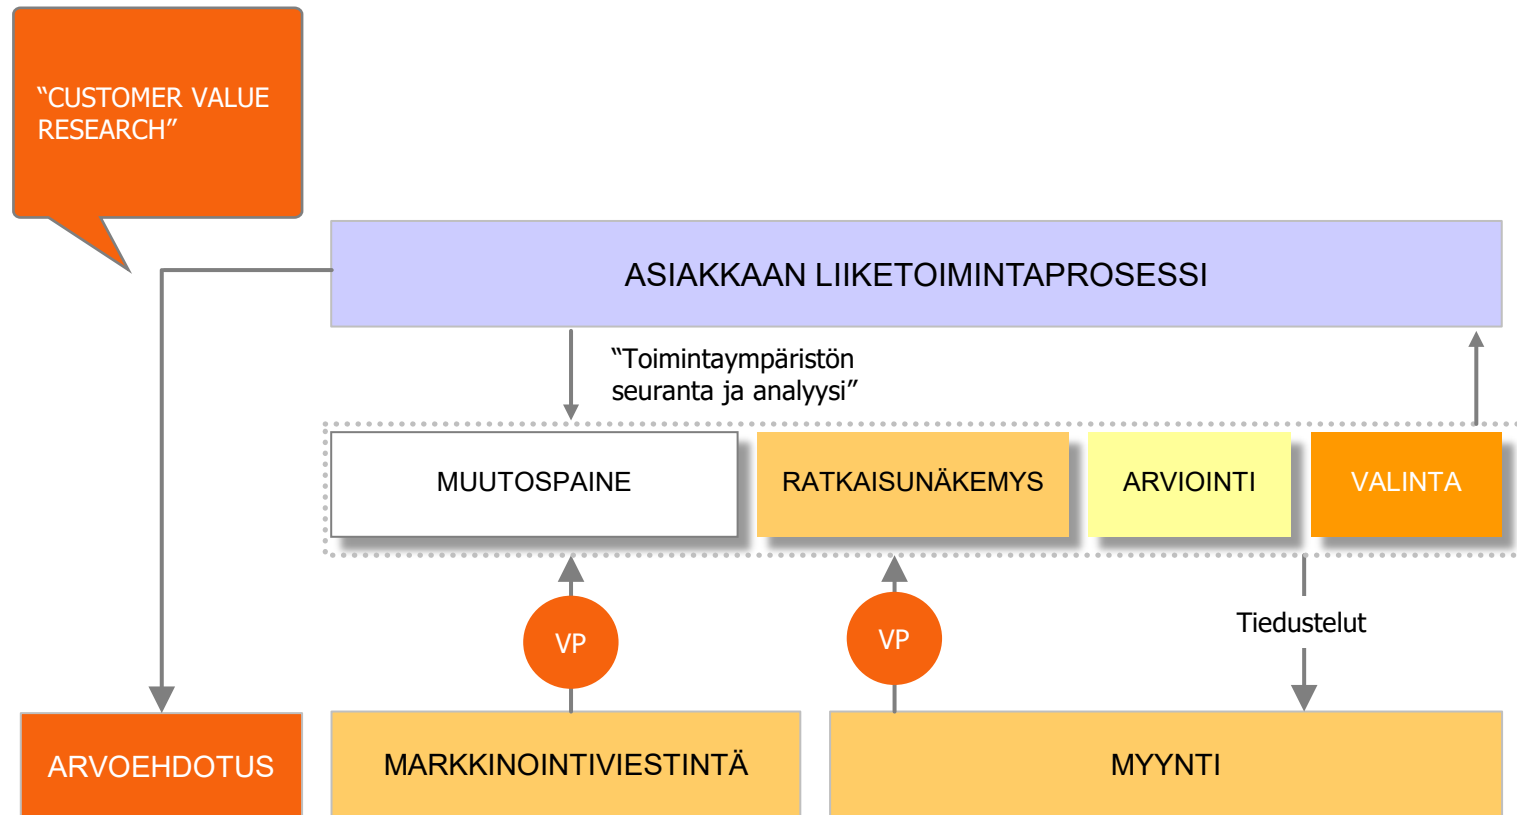 “CUSTOMER VALUE
RESEARCH”
ASIAKKAAN LIIKETOIMINTAPROSESSI
“Toimintaympäristön
seuranta ja analyysi”
MUUTOSPAINE
RATKAISUNÄKEMYS
ARVIOINTI
VALINTA
VP
VP
Tiedustelut
ARVOEHDOTUS
MARKKINOINTIVIESTINTÄ
MYYNTI